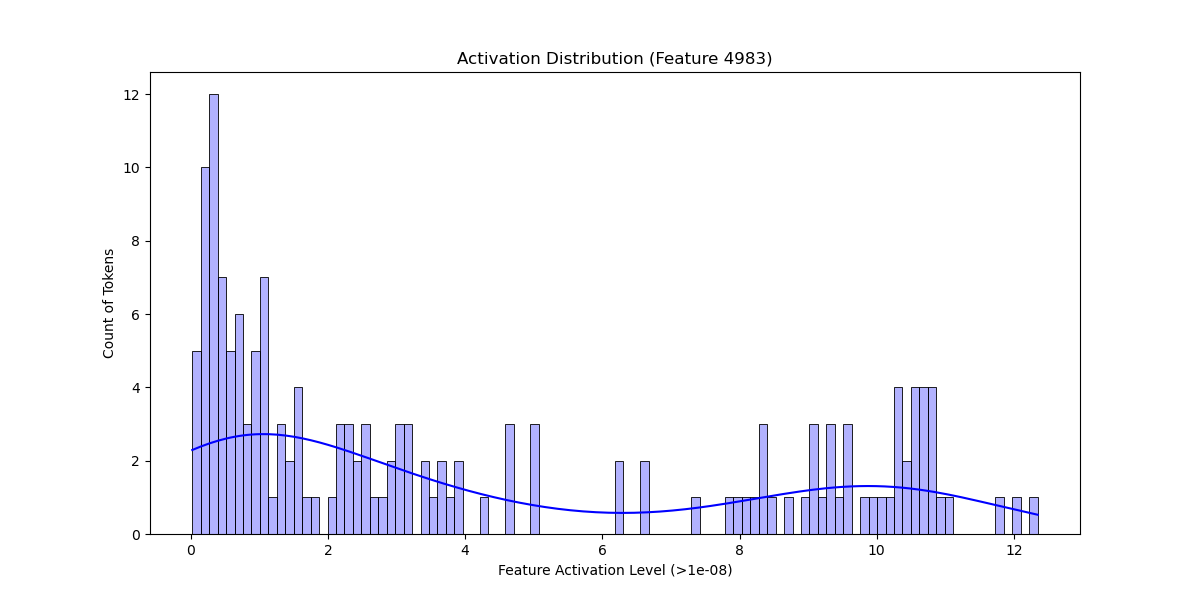 Activation Distribution (Feature 4983)
12
10
8
6
4
2
0
Count of Tokens
0 2 4 6 8 10 12
Feature Activation Level (>1e-08)